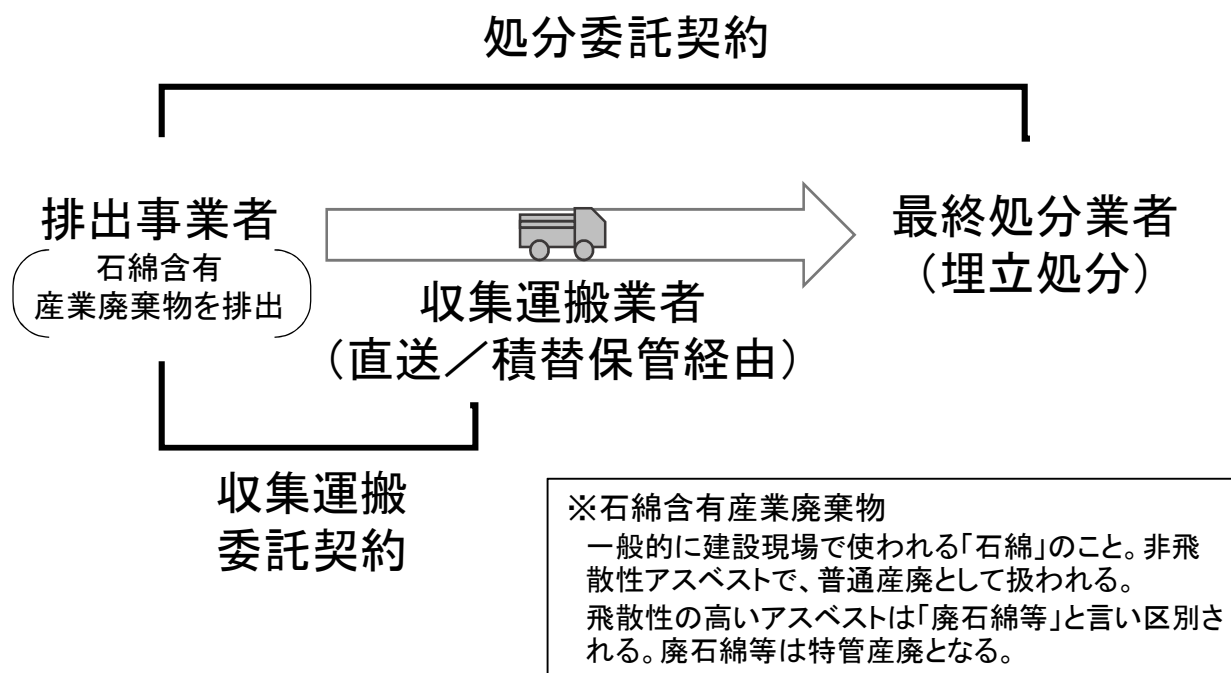 処分委託契約
排出事業者
石綿含有
産業廃棄物を排出
収集運搬業者
（直送／積替保管経由）
最終処分業者
（埋立処分）
収集運搬
委託契約
※石綿含有産業廃棄物
一般的に建設現場で使われる「石綿」のこと。非飛
散性アスベストで、普通産廃として扱われる。
飛散性の高いアスベストは「廃石綿等」と言い区別さ
れる。廃石綿等は特管産廃となる。